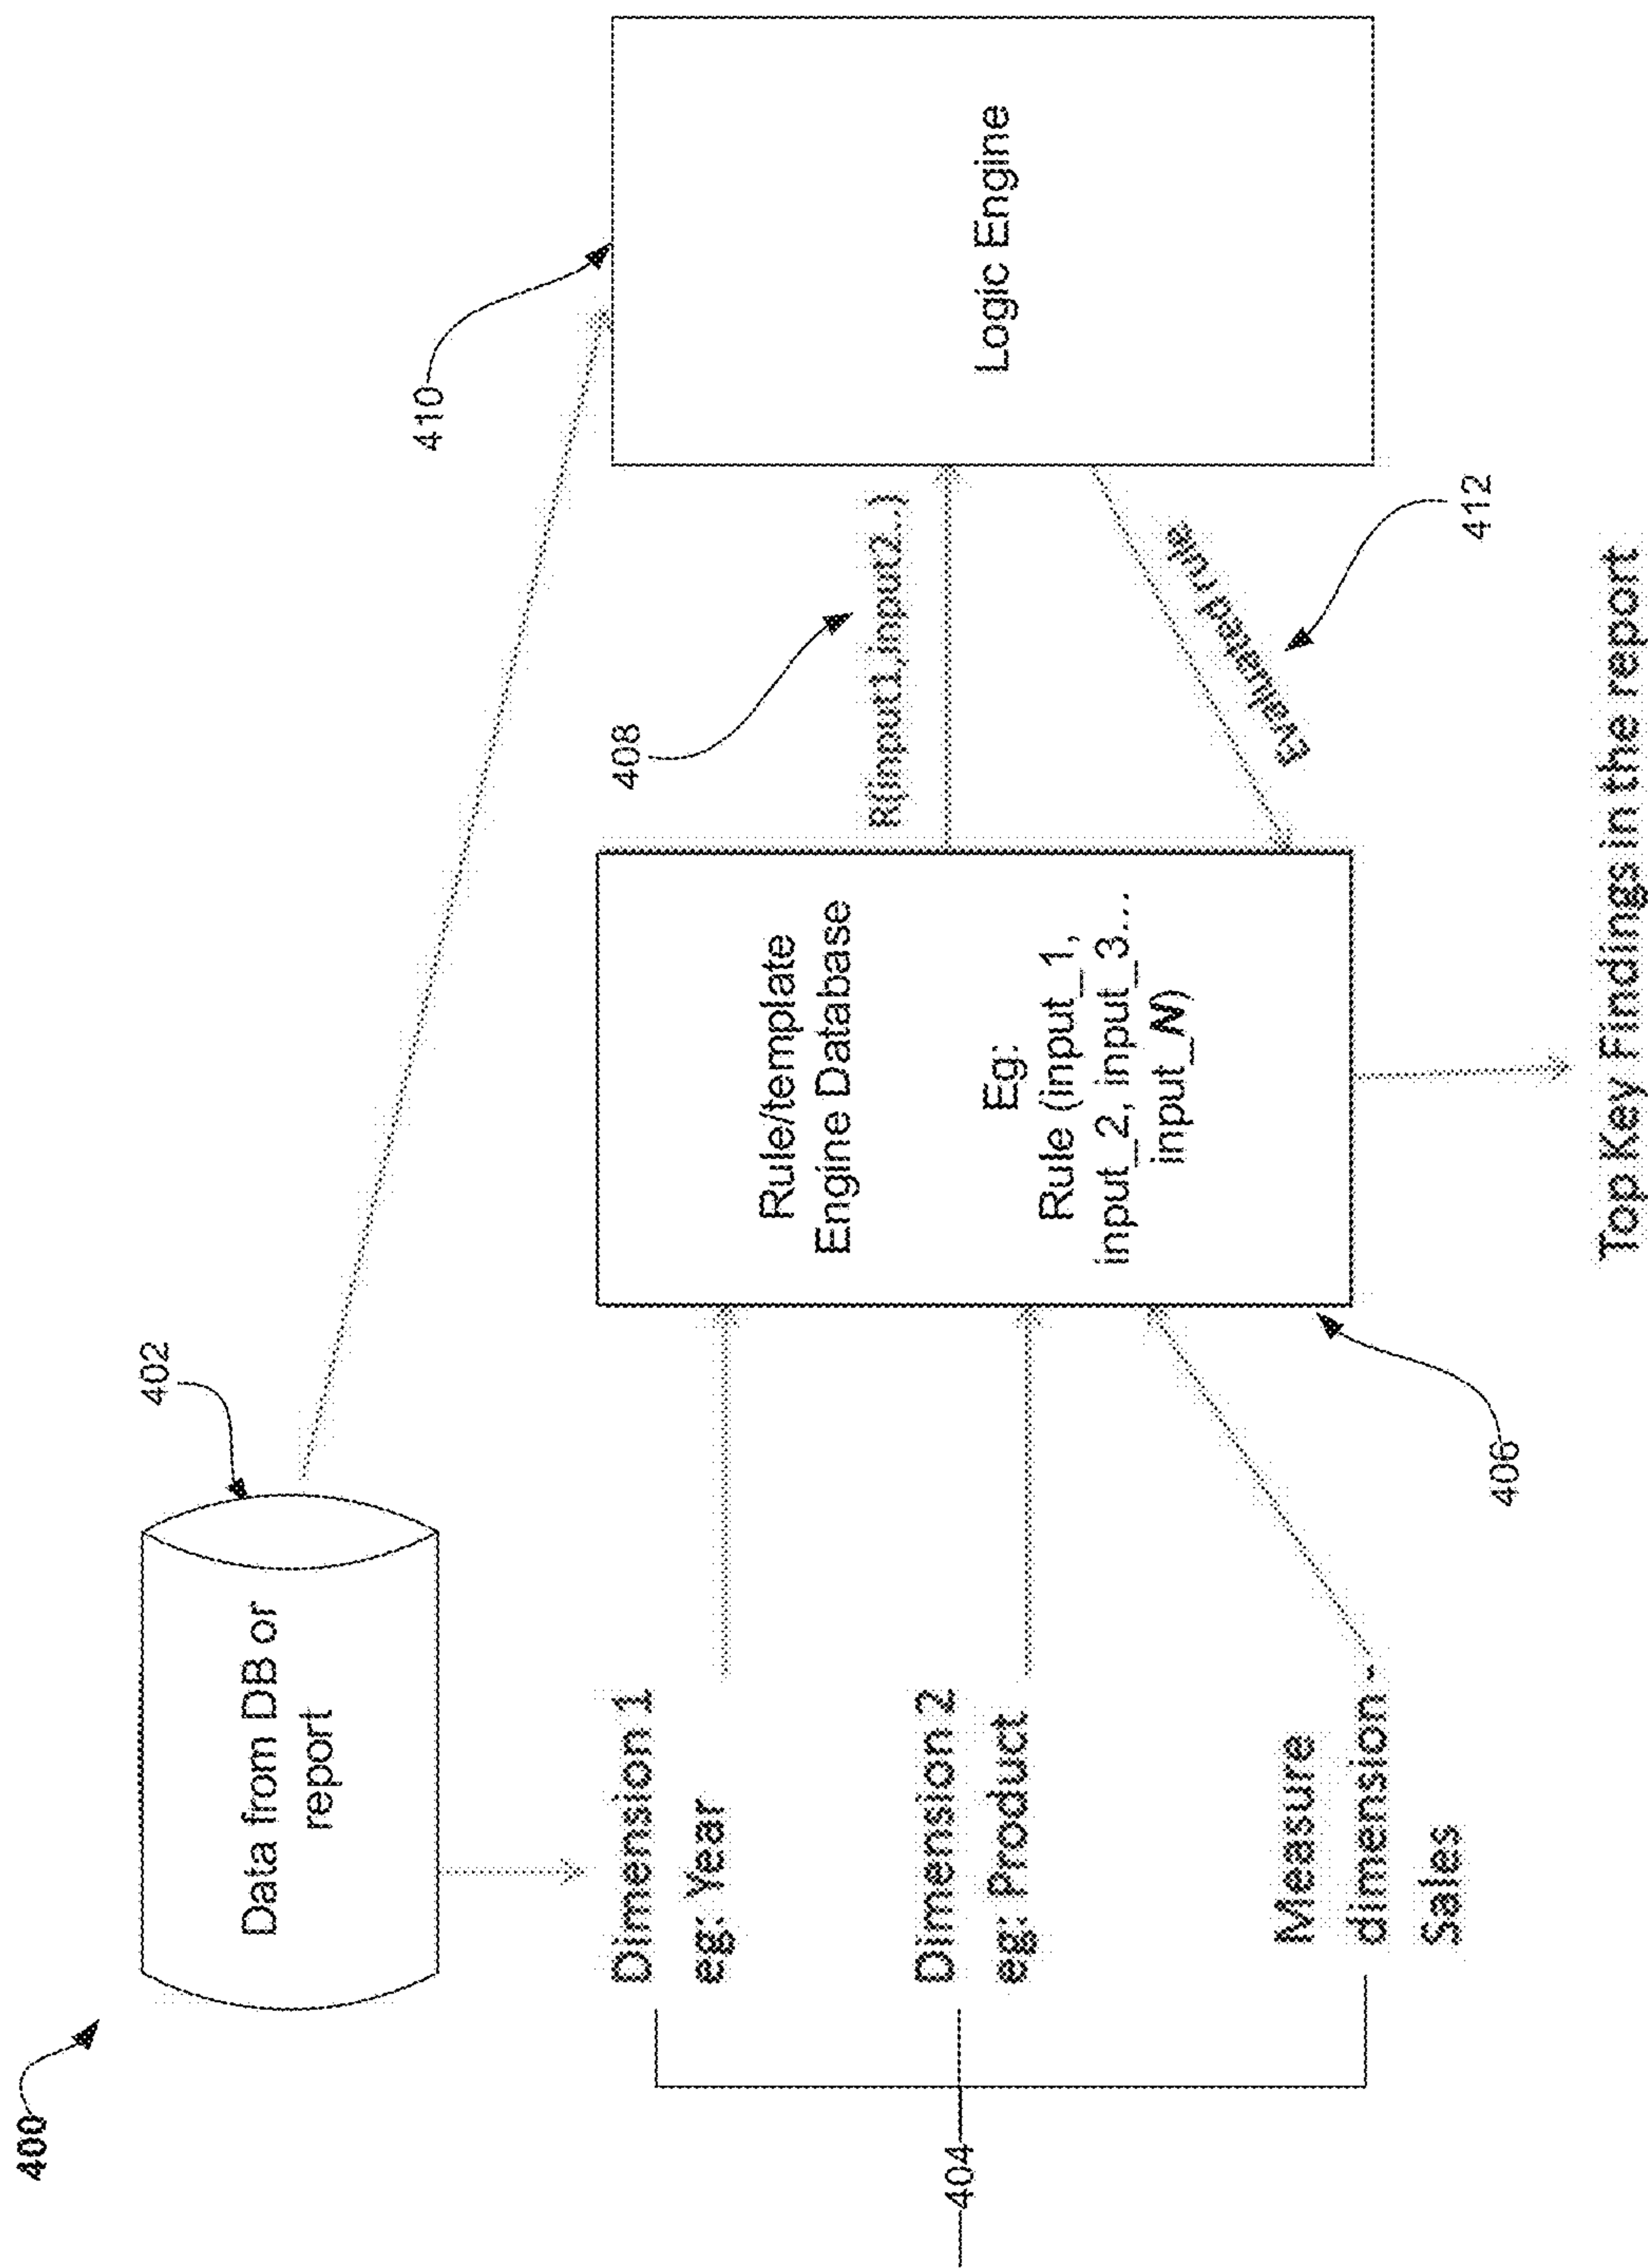 400
402
Data from DB or
report
410
Dimension 1
eg: Year
Dimension 2
eg: Product
Measure
dimension -
Sales
404
Rule/template
Engine Database
Eg:
Rule (input_1,
input_2, input_3...
input_N)
406
408
R(input1,input2..)
Evaluated rule
412
Logic Engine
Top Key Findings in the report